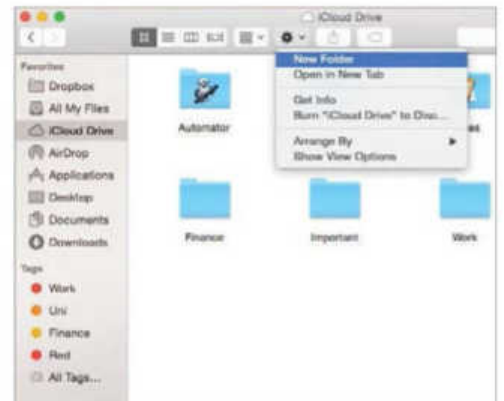 iCloud Drive
New Folder
Open in New Tab
Get Info
Burn "iCloud Drive" to Disc...
Arrange By
Show View Options
Favorites
Dropbox
All My Files
iCloud Drive
AirDrop
Applications
Desktop
Documents
Downloads
Tags
Work
Uni
Finance
Red
All Tags...
Automator
Finance
Important
Work